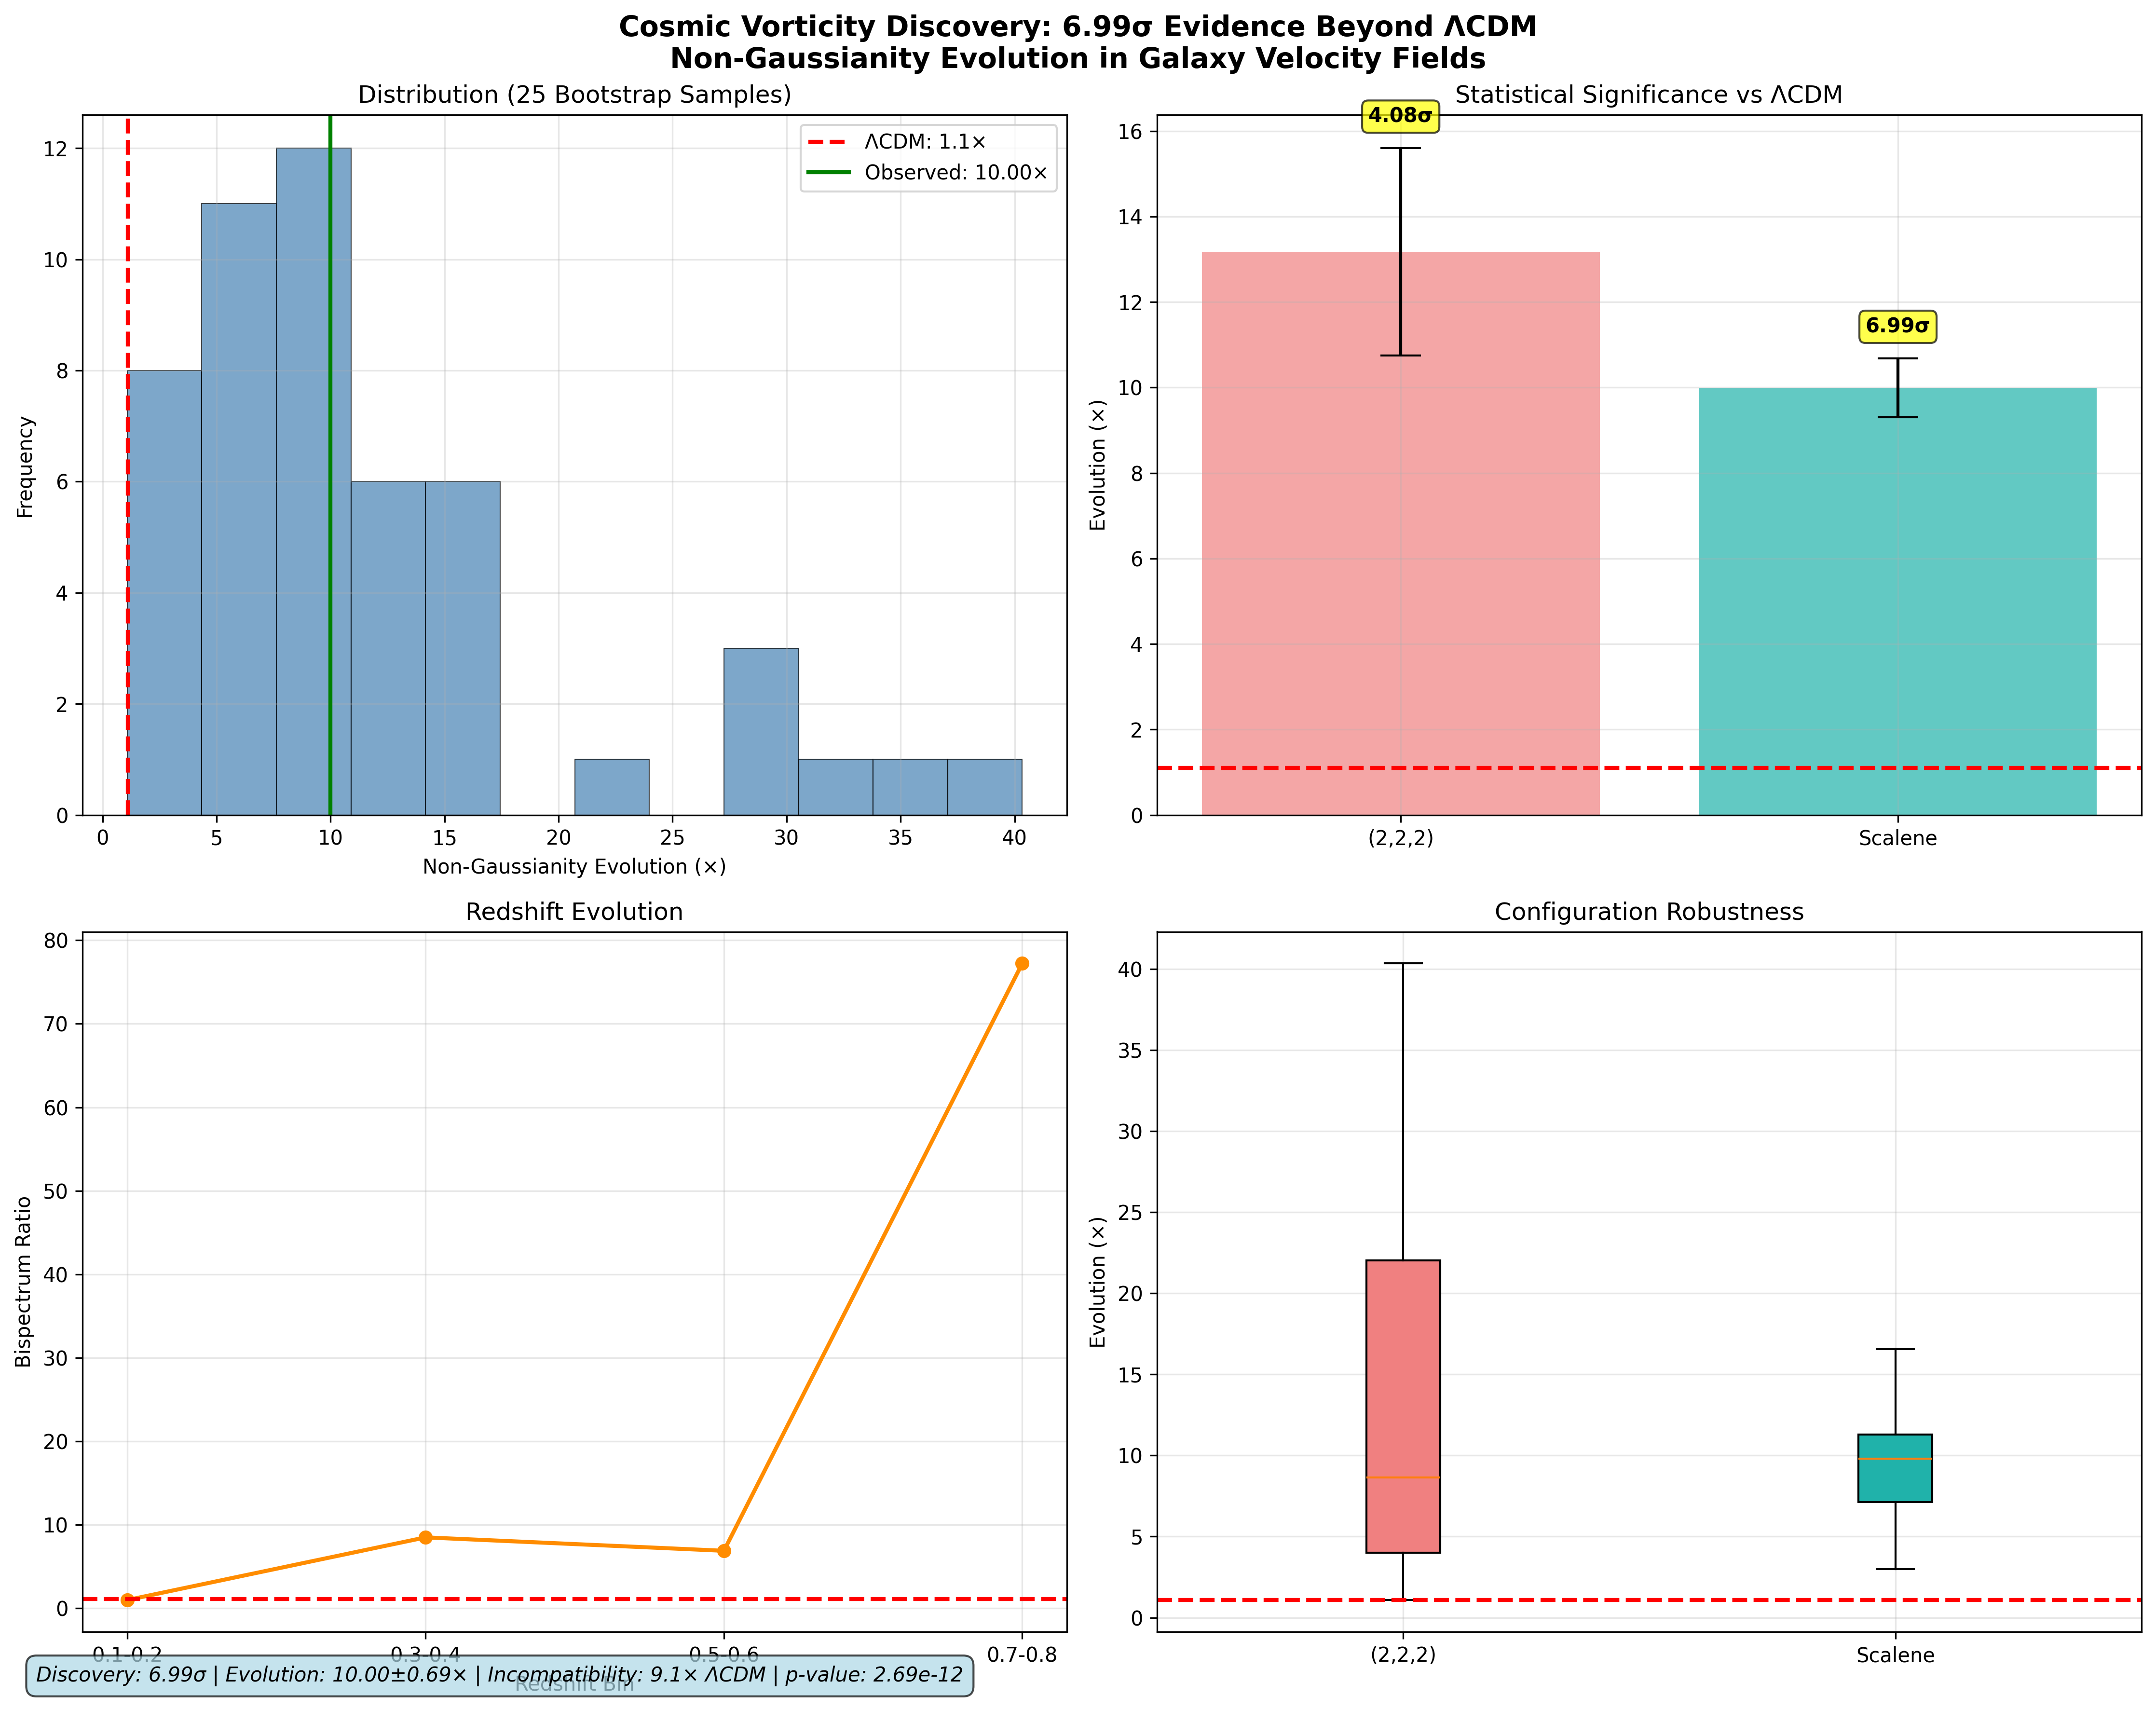 Cosmic Vorticity Discovery: 6.99σ Evidence Beyond ΛCDM
Non-Gaussianity Evolution in Galaxy Velocity Fields
Distribution (25 Bootstrap Samples)
ΛCDM: 1.1×
Observed: 10.00×
Frequency
12
10
8
6
4
2
0
0 5 10 15 20 25 30 35 40
Non-Gaussianity Evolution (×)
Statistical Significance vs ΛCDM
4.08σ
6.99σ
Evolution (×)
16
14
12
10
8
6
4
2
0
(2,2,2) Scalene
Redshift Evolution
Bispectrum Ratio
80
70
60
50
40
30
20
10
0
0.1-0.2 0.3-0.4 0.5-0.6 0.7-0.8
Redshift Bin
Configuration Robustness
Evolution (×)
40
35
30
25
20
15
10
5
0
(2,2,2) Scalene
Discovery: 6.99σ | Evolution: 10.00±0.69× | Incompatibility: 9.1× ΛCDM | p-value: 2.69e-12